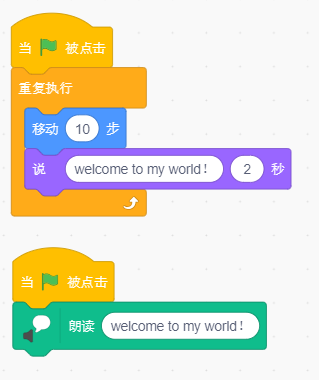 当 被点击
重复执行
移动 10 步
说 welcome to my world! 2 秒
当 被点击
朗读 welcome to my world!